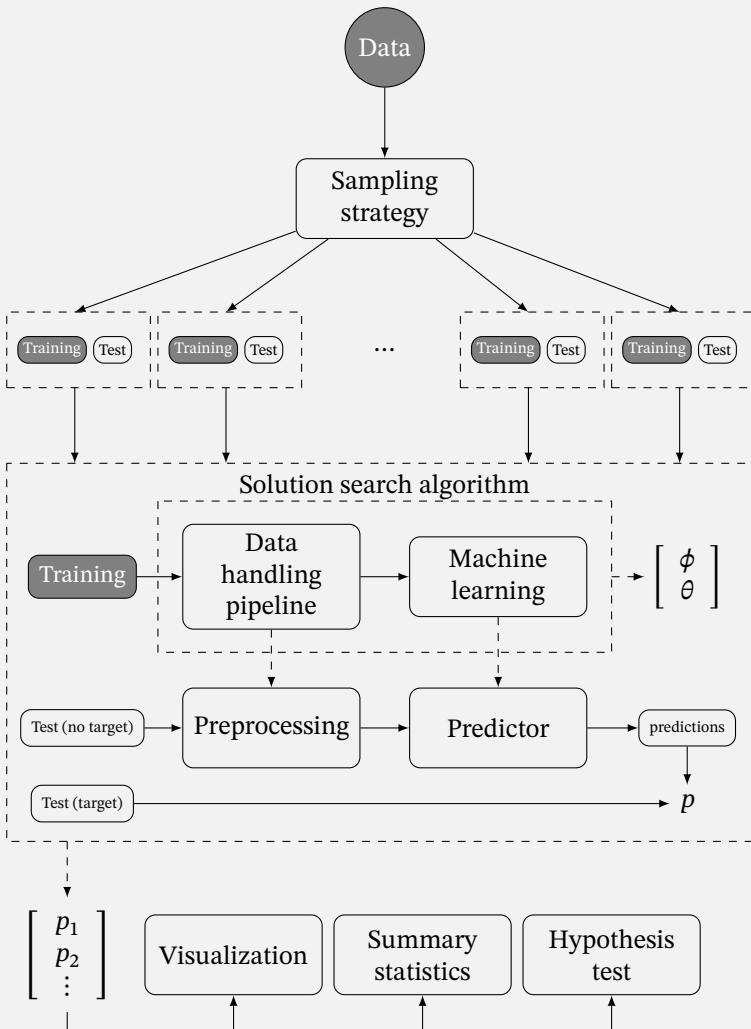 Data
Sampling
strategy
Training Test Training Test ... Training Test Training Test
Solution search algorithm
Training
Data
handling
pipeline
Machine
learning
ϕ
θ
Test (no target)
Preprocessing
Predictor
predictions
Test (target)
p
p₁
p₂
⋮
Visualization
Summary
statistics
Hypothesis
test